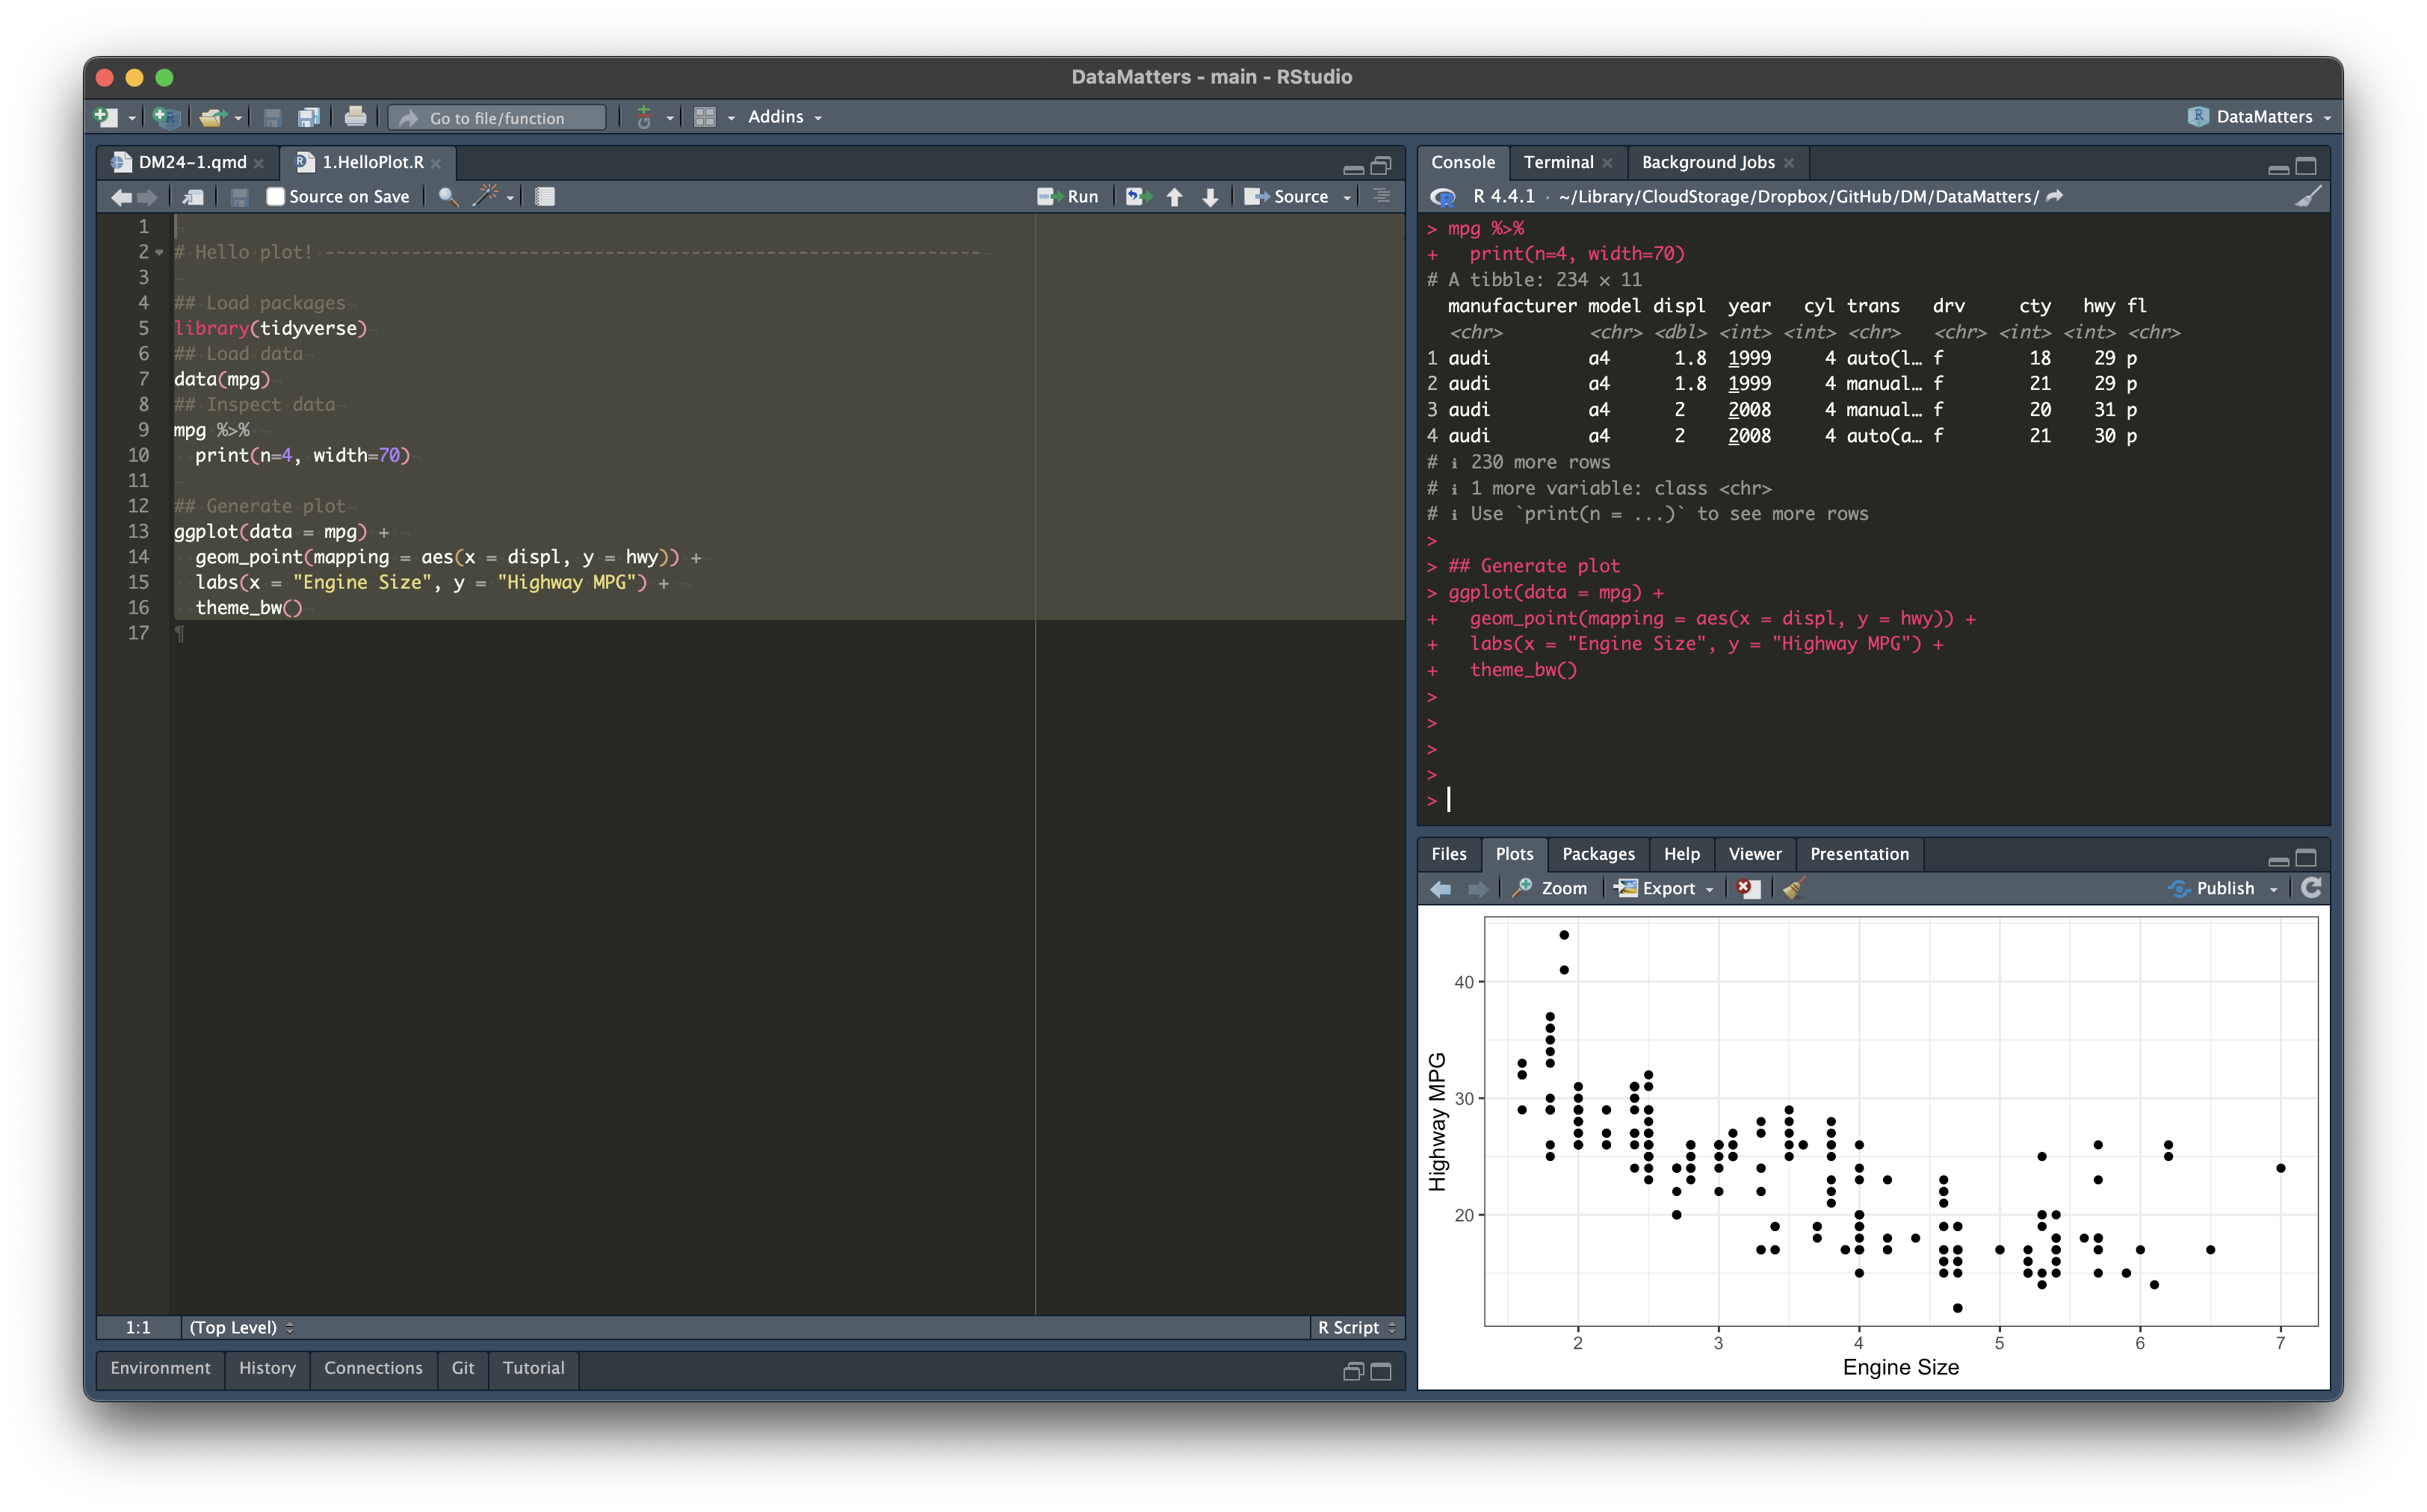 DataMatters - main - RStudio
Go to file/function
Addins
DataMatters
DM24-1.qmd
1.HelloPlot.R
Source on Save
Run
Source
1
2 # Hello plot! -------------------------------------------------------------
3
4 ## Load packages
5 library(tidyverse)
6 ## Load data
7 data(mpg)
8 ## Inspect data
9 mpg %>%
10   print(n=4, width=70)
11
12 ## Generate plot
13 ggplot(data = mpg) +
14   geom_point(mapping = aes(x = displ, y = hwy)) +
15   labs(x = "Engine Size", y = "Highway MPG") +
16   theme_bw()
17 ¶
1:1 (Top Level) R Script
Environment History Connections Git Tutorial
Console Terminal Background Jobs
R 4.4.1 · ~/Library/CloudStorage/Dropbox/GitHub/DM/DataMatters/
> mpg %>%
+   print(n=4, width=70)
# A tibble: 234 × 11
  manufacturer model displ  year   cyl trans   drv     cty   hwy fl
  <chr>        <chr> <dbl> <int> <int> <chr>   <chr> <int> <int> <chr>
1 audi         a4      1.8  1999     4 auto(l… f        18    29 p
2 audi         a4      1.8  1999     4 manual… f        21    29 p
3 audi         a4      2    2008     4 manual… f        20    31 p
4 audi         a4      2    2008     4 auto(a… f        21    30 p
# ℹ 230 more rows
# ℹ 1 more variable: class <chr>
# ℹ Use `print(n = ...)` to see more rows
>
> ## Generate plot
> ggplot(data = mpg) +
+   geom_point(mapping = aes(x = displ, y = hwy)) +
+   labs(x = "Engine Size", y = "Highway MPG") +
+   theme_bw()
>
>
>
>
>
Files Plots Packages Help Viewer Presentation
Zoom Export Publish
Highway MPG
40
30
20
2 3 4 5 6 7
Engine Size